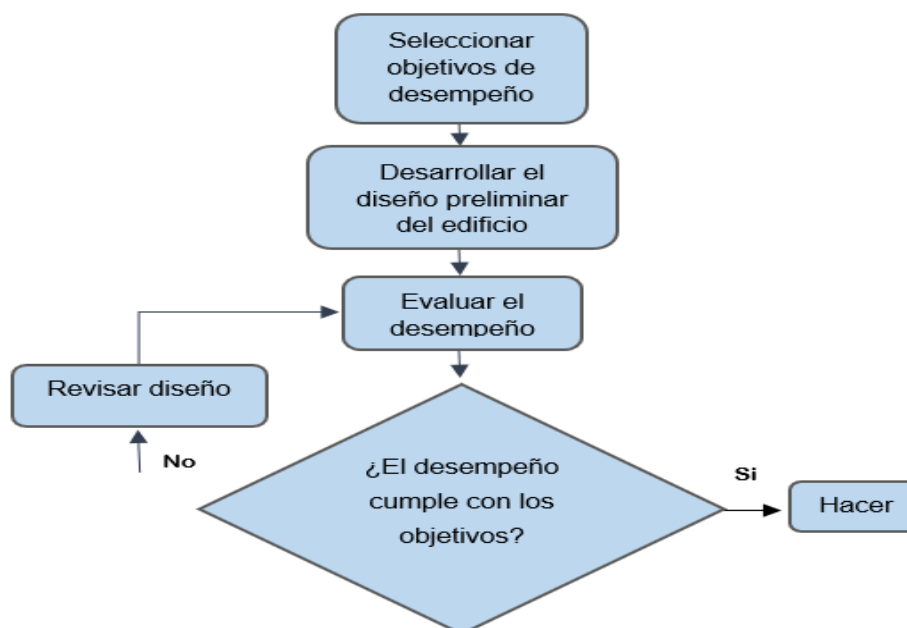 Seleccionar
objetivos de
desempeño
Desarrollar el
diseño preliminar
del edificio
Evaluar el
desempeño
Revisar diseño
No
¿El desempeño
cumple con los
objetivos?
Si
Hacer